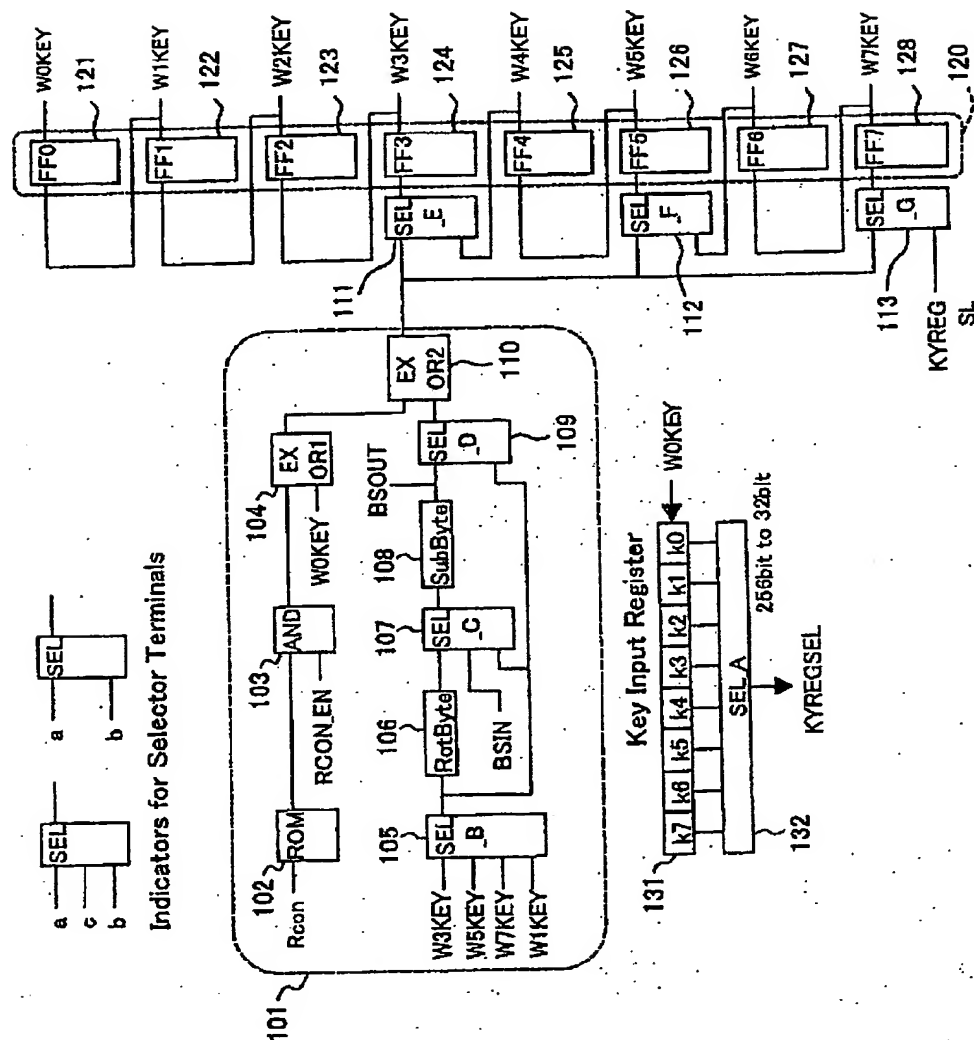 a
c
b
SEL
a
b
SEL
Indicators for Selector Terminals
101
Rcon
102
ROM
103
AND
RCON_EN
104
EX
OR1
W0KEY
W3KEY
W5KEY
W7KEY
W1KEY
105
SEL
_B
106
RotByte
BSIN
107
SEL
_C
108
SubByte
BSOUT
SEL
_D
109
EX
OR2
110
111
SEL
_E
112
SEL
_F
113
SEL
_G
KYREG
SL
FF0
W0KEY
121
FF1
W1KEY
122
FF2
W2KEY
123
FF3
W3KEY
124
FF4
W4KEY
125
FF5
W5KEY
126
FF6
W6KEY
127
FF7
W7KEY
128
120
Key Input Register
131
k7 k6 k5 k4 k3 k2 k1 k0
W0KEY
132
SEL_A
256bit to 32bit
KYREGSEL